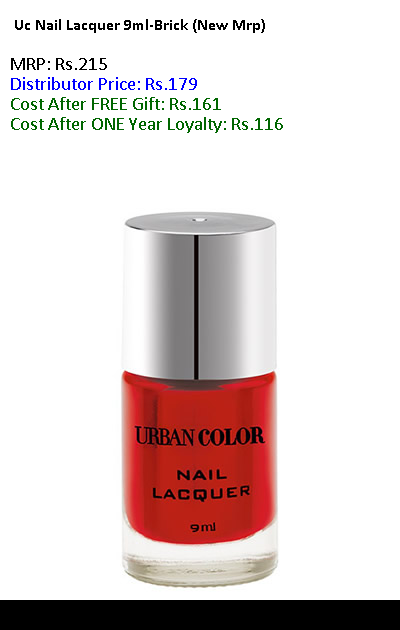 Uc Nail Lacquer 9ml-Brick (New Mrp)
MRP: Rs.215
Distributor Price: Rs.179
Cost After FREE Gift: Rs.161
Cost After ONE Year Loyalty: Rs.116
URBAN COLOR
NAIL
LACQUER
9ml